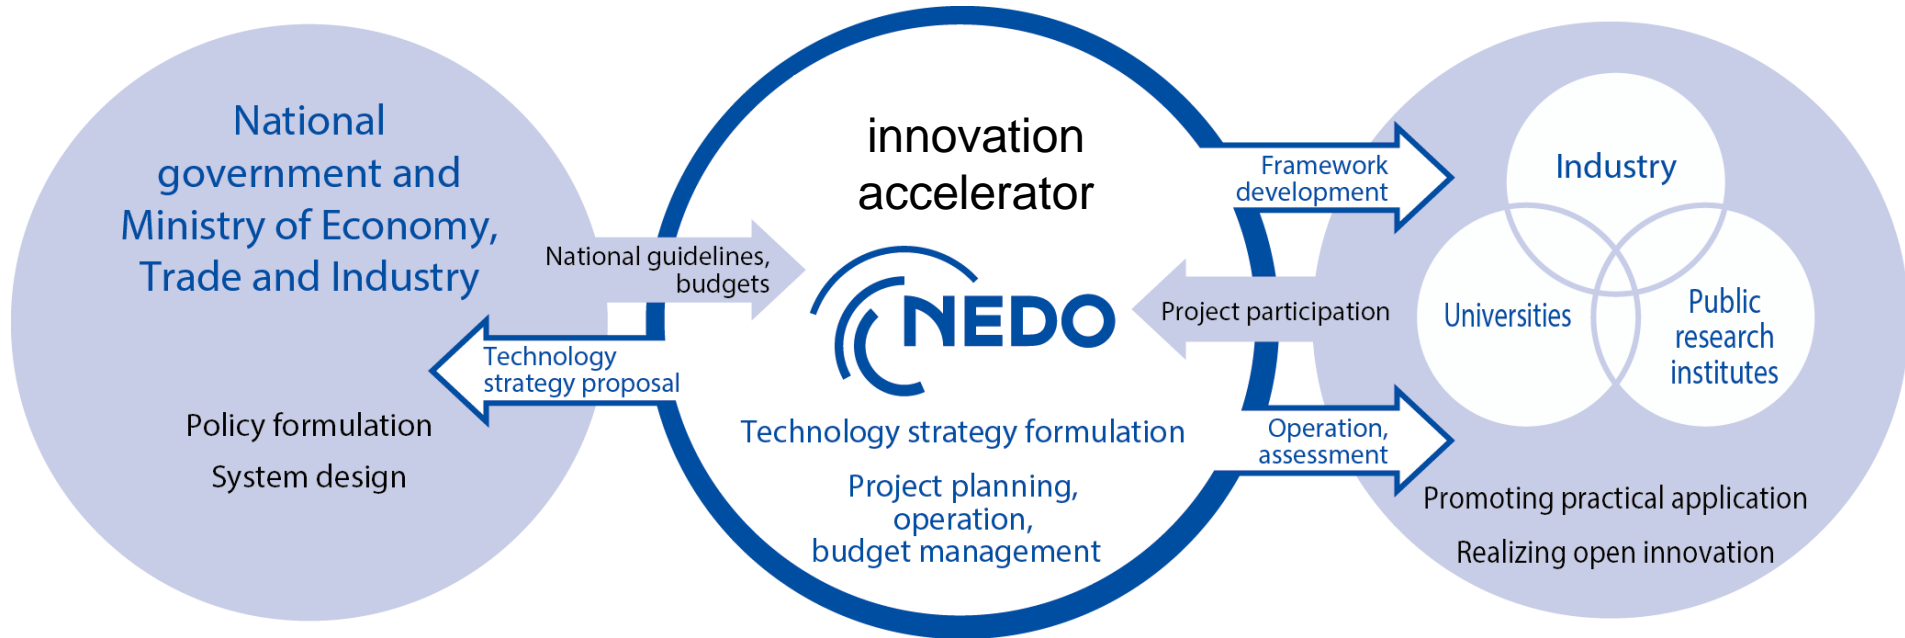 National
government and
Ministry of Economy,
Trade and Industry
Policy formulation
System design
National guidelines,
budgets
Technology
strategy proposal
innovation
accelerator
NEDO
Technology strategy formulation
Project planning,
operation,
budget management
Framework
development
Project participation
Operation,
assessment
Industry
Universities
Public
research
institutes
Promoting practical application
Realizing open innovation